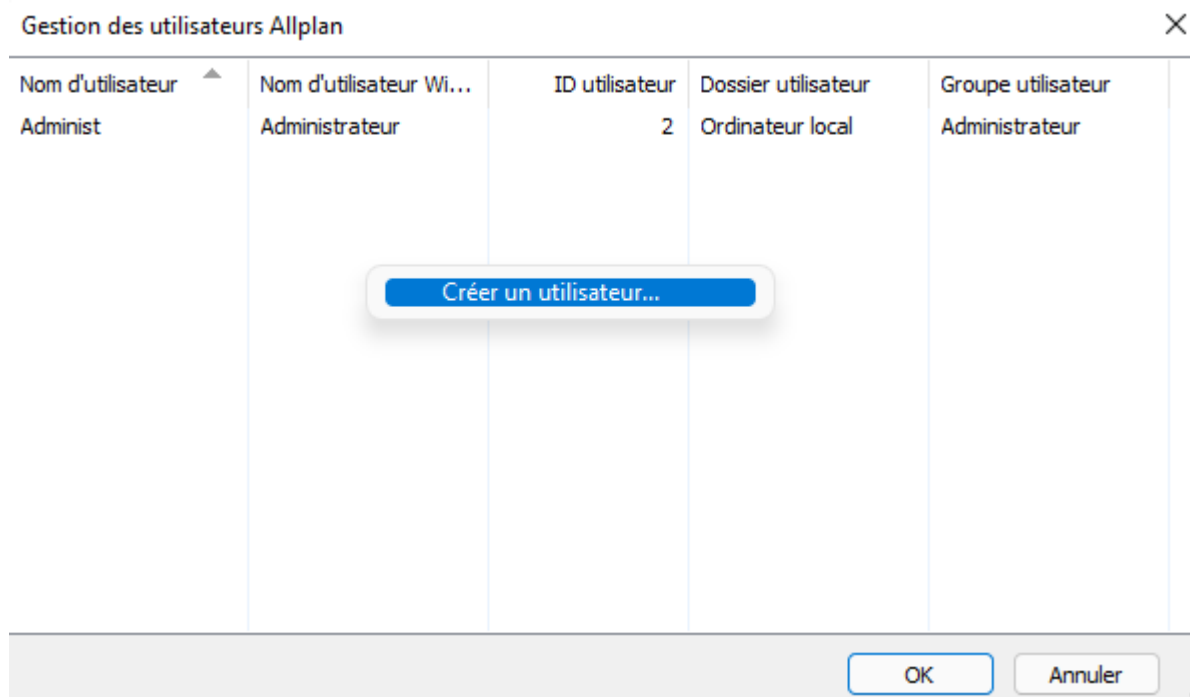 Gestion des utilisateurs Allplan
Nom d'utilisateur Nom d'utilisateur Wi... ID utilisateur Dossier utilisateur Groupe utilisateur
Administ Administrateur 2 Ordinateur local Administrateur
Créer un utilisateur...
OK Annuler